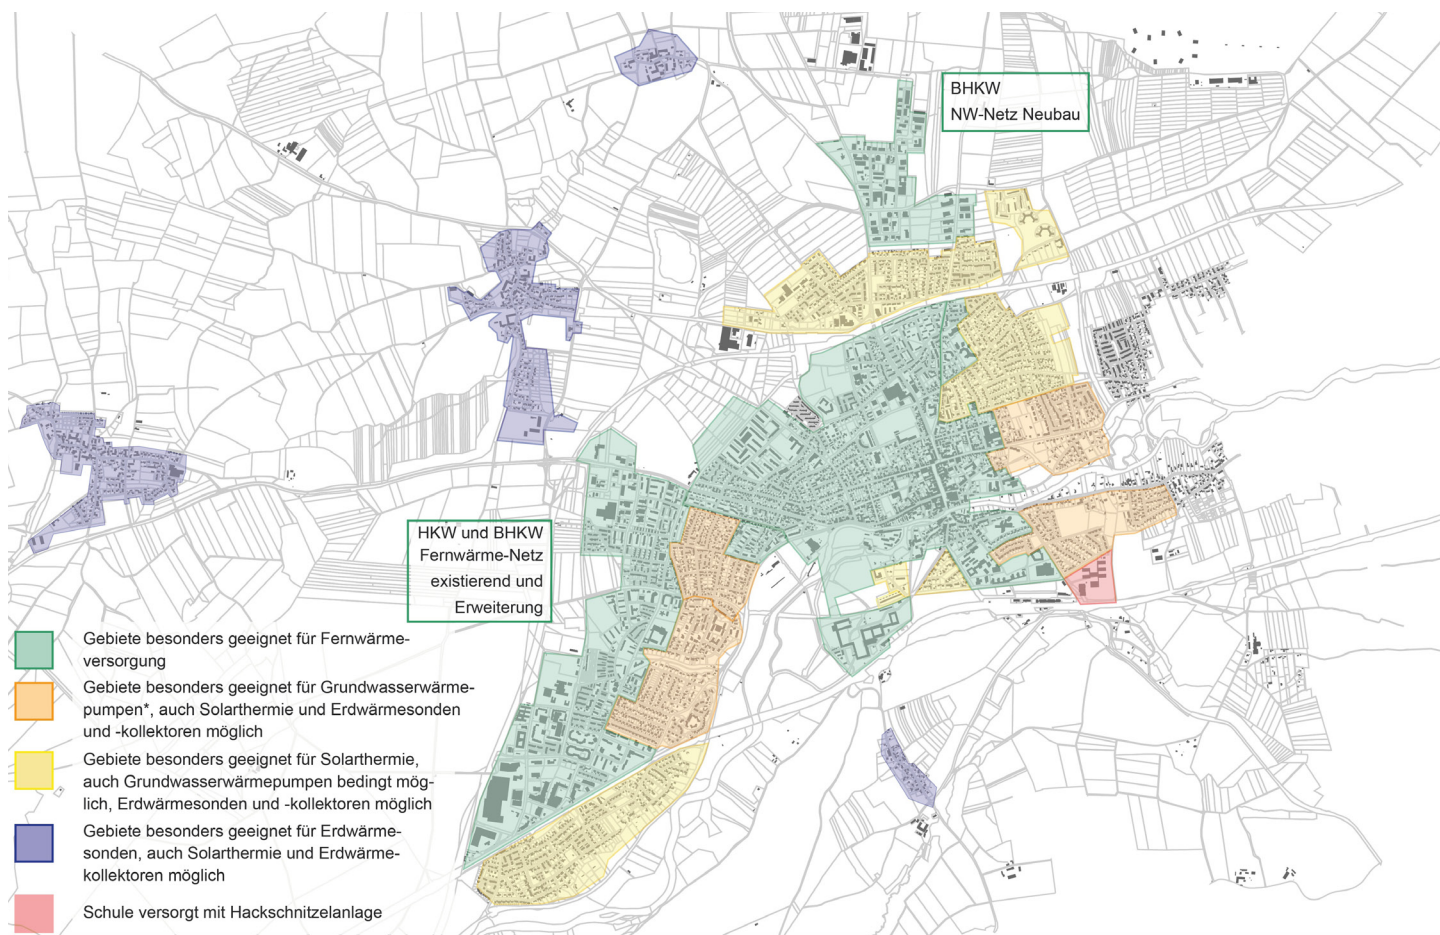 BHKW
NW-Netz Neubau
HKW und BHKW
Fernwärme-Netz
existierend und
Erweiterung
Gebiete besonders geeignet für Fernwärme-
versorgung
Gebiete besonders geeignet für Grundwasserwärme-
pumpen*, auch Solarthermie und Erdwärmesonden
und -kollektoren möglich
Gebiete besonders geeignet für Solarthermie,
auch Grundwasserwärmepumpen bedingt mög-
lich, Erdwärmesonden und -kollektoren möglich
Gebiete besonders geeignet für Erdwärme-
sonden, auch Solarthermie und Erdwärme-
kollektoren möglich
Schule versorgt mit Hackschnitzelanlage